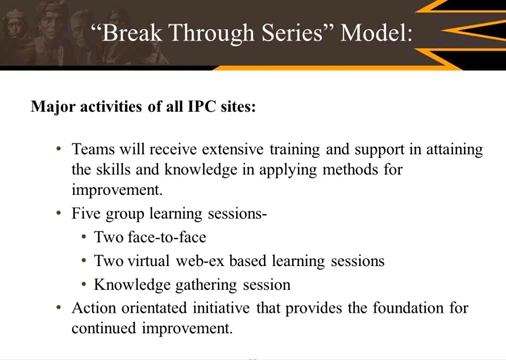 “Break Through Series” Model:
Major activities of all IPC sites:
• Teams will receive extensive training and support in attaining
the skills and knowledge in applying methods for
improvement.
• Five group learning sessions-
• Two face-to-face
• Two virtual web-ex based learning sessions
• Knowledge gathering session
• Action orientated initiative that provides the foundation for
continued improvement.